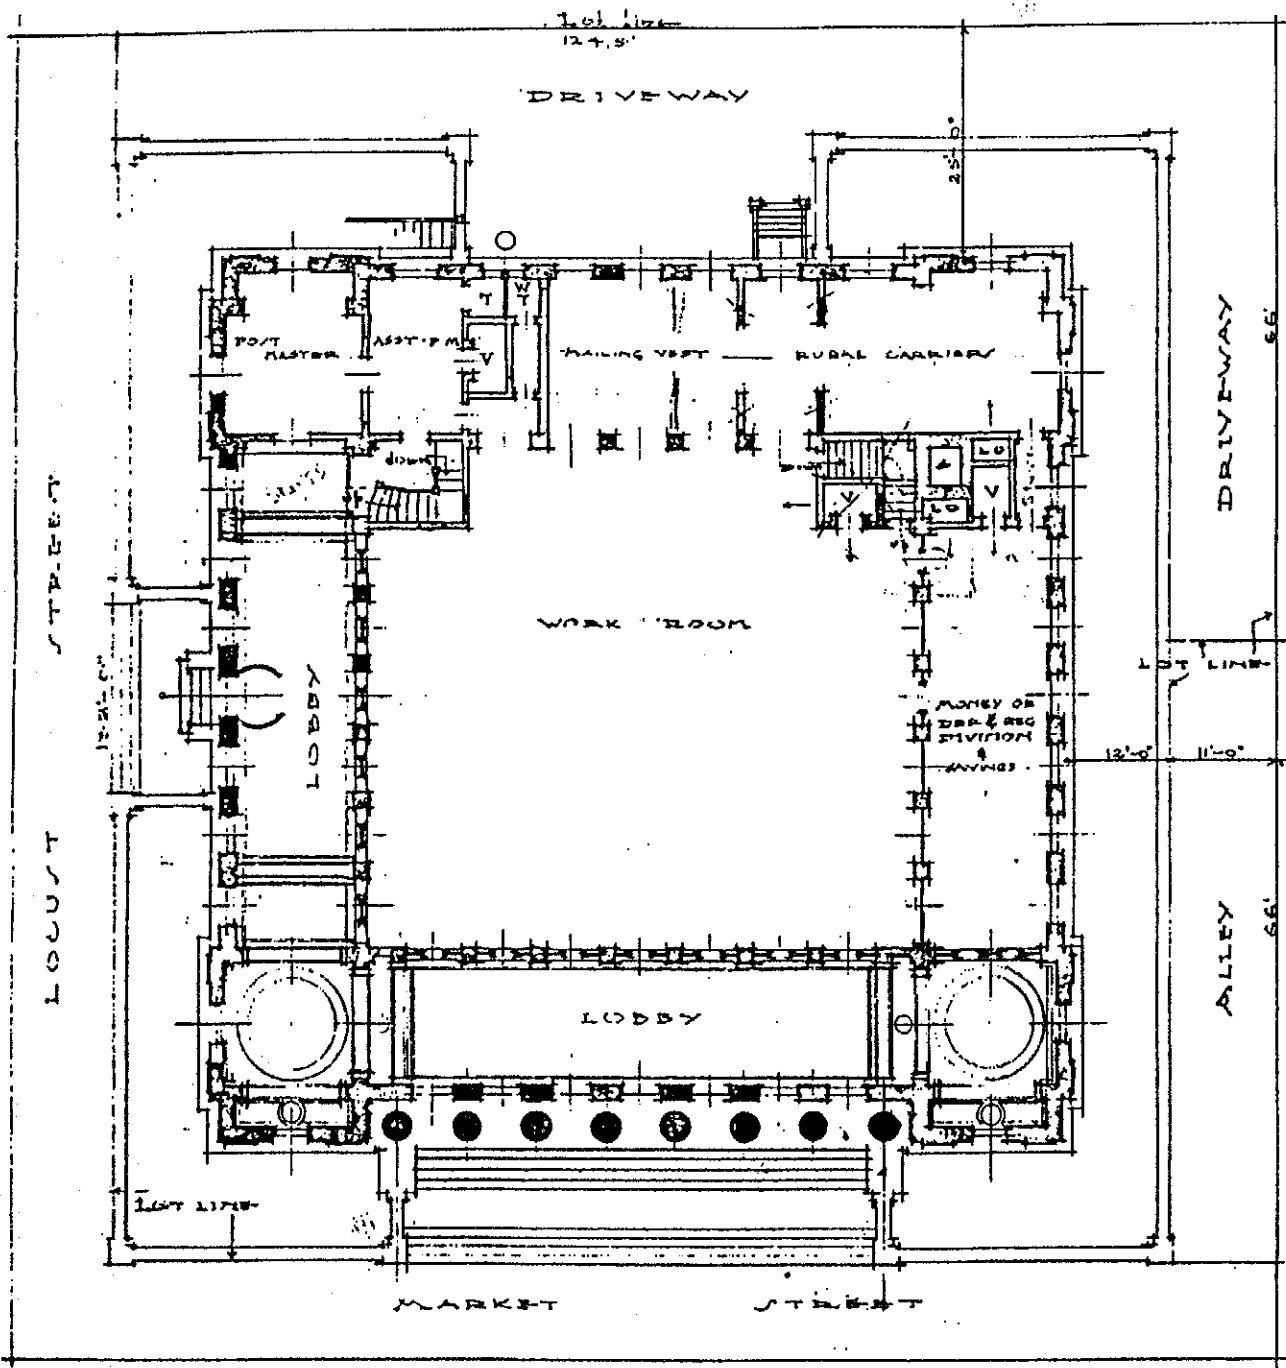 LOT LINE
124.5'
DRIVEWAY
25'-0"
POST
MASTER
ASST. P.M.
T
W
T
V
MAILING VEST
RURAL CARRIERS
DRIVEWAY
66'
DOWN
UP
V
V
STREET
WORK ROOM
LOBBY
LOT LINE
MONEY OR
DER & REG
DIVISION
&
SAVINGS
12'-0"
11'-0"
LOCUST
ALLEY
66'
LOBBY
LOT LINE
MARKET STREET